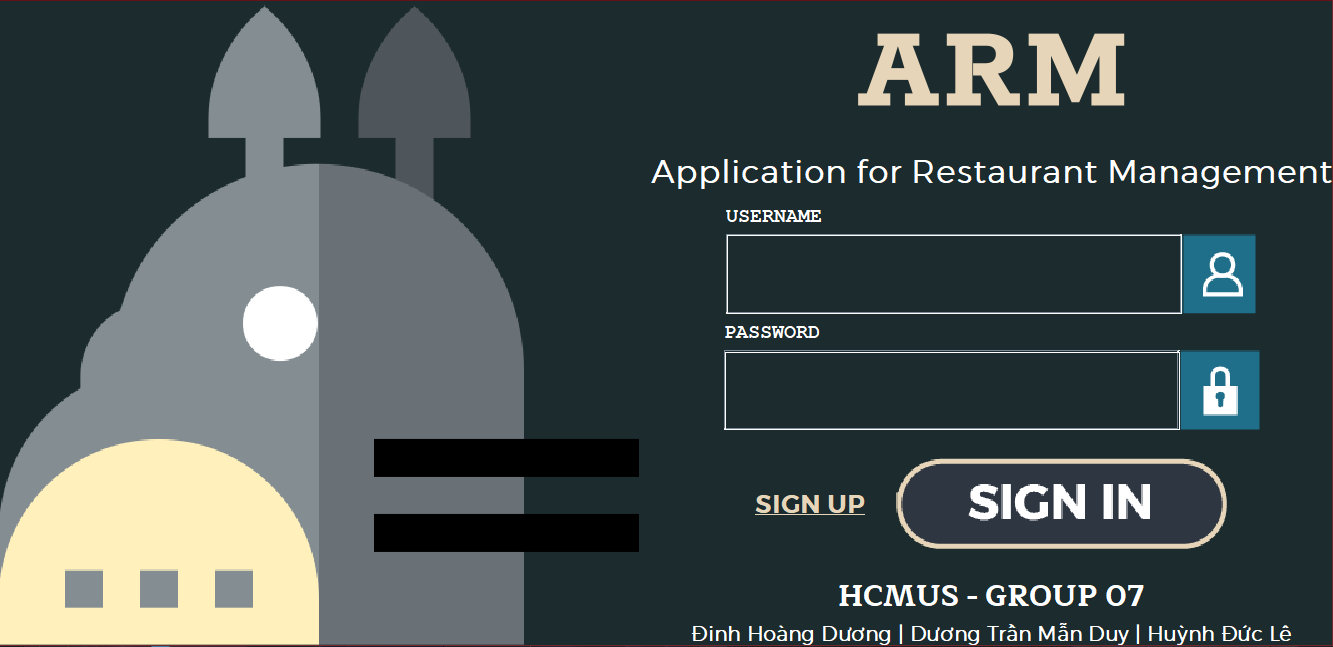 ARM
Application for Restaurant Management
USERNAME
PASSWORD
SIGN UP
SIGN IN
HCMUS - GROUP 07
Đinh Hoàng Dương | Dương Trần Mẫn Duy | Huỳnh Đức Lê